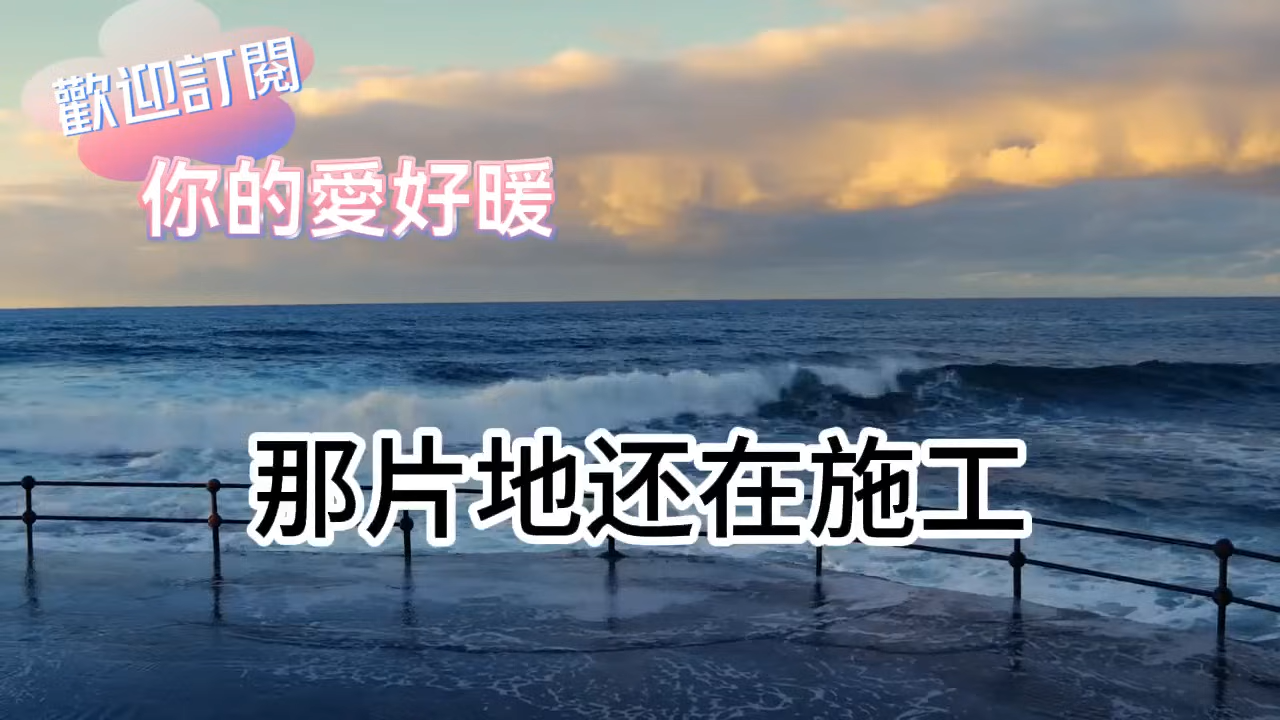 歡迎訂閱
你的愛好暖
那片地还在施工